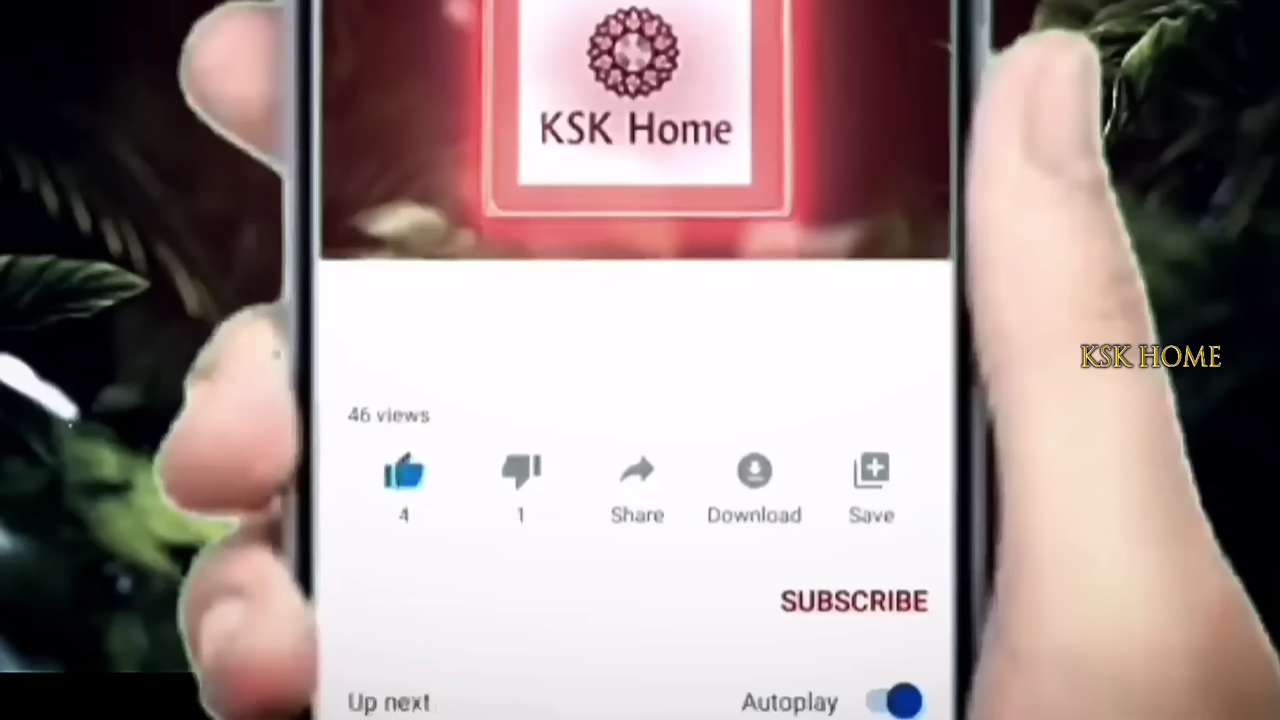 KSK Home
KSK HOME
46 views
4
1
Share
Download
Save
SUBSCRIBE
Up next
Autoplay